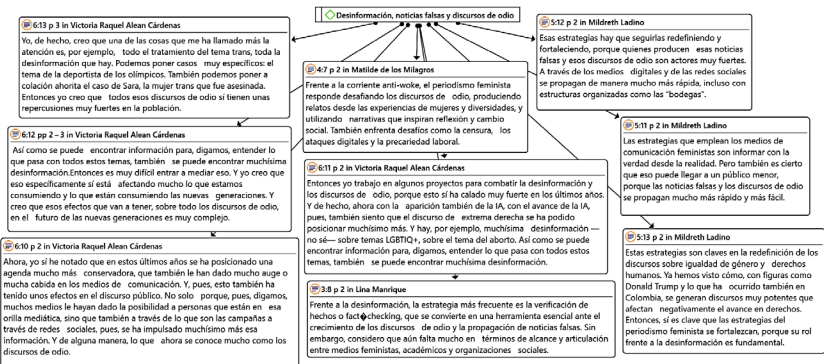 Desinformación, noticias falsas y discursos de odio
6:13 p 3 in Victoria Raquel Alean Cárdenas
Yo, de hecho, creo que una de las cosas que me ha llamado más la
atención es, por ejemplo, todo el tratamiento del tema trans, toda la
desinformación que hay. Podemos poner casos muy específicos: el
tema de la deportista de los olímpicos. También podemos poner a
colación ahorita el caso de Sara, la mujer trans que fue asesinada.
Entonces yo creo que todos esos discursos de odio sí tienen unas
repercusiones muy fuertes en la población.
6:12 pp 2 – 3 in Victoria Raquel Alean Cárdenas
Así como se puede encontrar información para, digamos, entender lo
que pasa con todos estos temas, también se puede encontrar muchísima
desinformación.Entonces es muy difícil entrar a mediar eso. Y yo creo que
eso específicamente sí está afectando mucho lo que estamos
consumiendo y lo que están consumiendo las nuevas generaciones. Y
creo que esos efectos que van a tener, sobre todo los discursos de odio,
en el futuro de las nuevas generaciones es muy complejo.
6:10 p 2 in Victoria Raquel Alean Cárdenas
Ahora, yo sí he notado que en estos últimos años se ha posicionado una
agenda mucho más conservadora, que también le han dado mucho auge o
mucha cabida en los medios de comunicación. Y, pues, esto también ha
tenido unos efectos en el discurso público. No solo porque, pues, digamos,
muchos medios le hayan dado la posibilidad a personas que están en esa
orilla mediática, sino que también a través de lo que son las campañas a
través de redes sociales, pues, se ha impulsado muchísimo más esa
información. Y de alguna manera, lo que ahora se conoce mucho como los
discursos de odio.
4:7 p 2 in Matilde de los Milagros
Frente a la corriente anti-woke, el periodismo feminista
responde desafiando los discursos de odio, produciendo
relatos desde las experiencias de mujeres y diversidades, y
utilizando narrativas que inspiran reflexión y cambio
social. También enfrenta desafíos como la censura, los
ataques digitales y la precariedad laboral.
6:11 p 2 in Victoria Raquel Alean Cárdenas
Entonces yo trabajo en algunos proyectos para combatir la desinformación y
los discursos de odio, porque esto sí ha calado muy fuerte en los últimos años.
Y de hecho, ahora con la aparición también de la IA, con el avance de la IA,
pues, también siento que el discurso de extrema derecha se ha podido
posicionar muchísimo más. Y hay, por ejemplo, muchísima desinformación —
no sé— sobre temas LGBTIQ+, sobre el tema del aborto. Así como se puede
encontrar información para, digamos, entender lo que pasa con todos estos
temas, también se puede encontrar muchísima desinformación.
3:8 p 2 in Lina Manrique
Frente a la desinformación, la estrategia más frecuente es la verificación de
hechos o fact�checking, que se convierte en una herramienta esencial ante el
crecimiento de los discursos de odio y la propagación de noticias falsas. Sin
embargo, considero que aún falta mucho en términos de alcance y articulación
entre medios feministas, académicos y organizaciones sociales.
5:12 p 2 in Mildreth Ladino
Esas estrategias hay que seguirlas redefiniendo y
fortaleciendo, porque quienes producen esas noticias
falsas y esos discursos de odio son actores muy fuertes.
A través de los medios digitales y de las redes sociales
se propagan de manera mucho más rápida, incluso con
estructuras organizadas como las "bodegas".
5:11 p 2 in Mildreth Ladino
Las estrategias que emplean los medios de
comunicación feministas son informar con la
verdad desde la realidad. Pero también es cierto
que eso puede llegar a un público menor,
porque las noticias falsas y los discursos de odio
se propagan mucho más rápido y más fácil.
5:13 p 2 in Mildreth Ladino
Estas estrategias son claves en la redefinición de los
discursos sobre igualdad de género y derechos
humanos. Ya hemos visto cómo, con figuras como
Donald Trump y lo que ha ocurrido también en
Colombia, se generan discursos muy potentes que
afectan negativamente el avance en derechos.
Entonces, sí es clave que las estrategias del
periodismo feminista se fortalezcan, porque su rol
frente a la desinformación es fundamental.